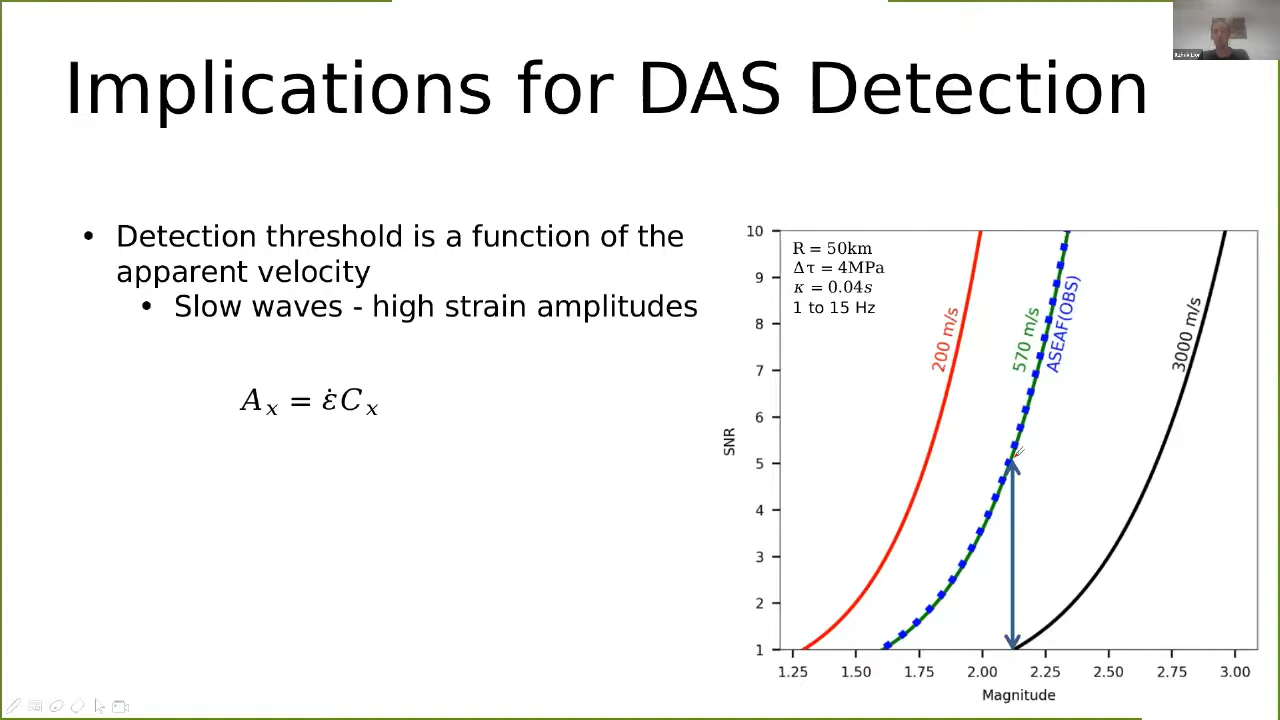 Implications for DAS Detection
• Detection threshold is a function of the
apparent velocity
• Slow waves - high strain amplitudes
Aₓ = ε̇Cₓ
R = 50km
Δτ = 4MPa
κ = 0.04s
1 to 15 Hz
200 m/s
570 m/s
ASEAF(OBS)
3000 m/s
SNR
10
9
8
7
6
5
4
3
2
1
1.25 1.50 1.75 2.00 2.25 2.50 2.75 3.00
Magnitude